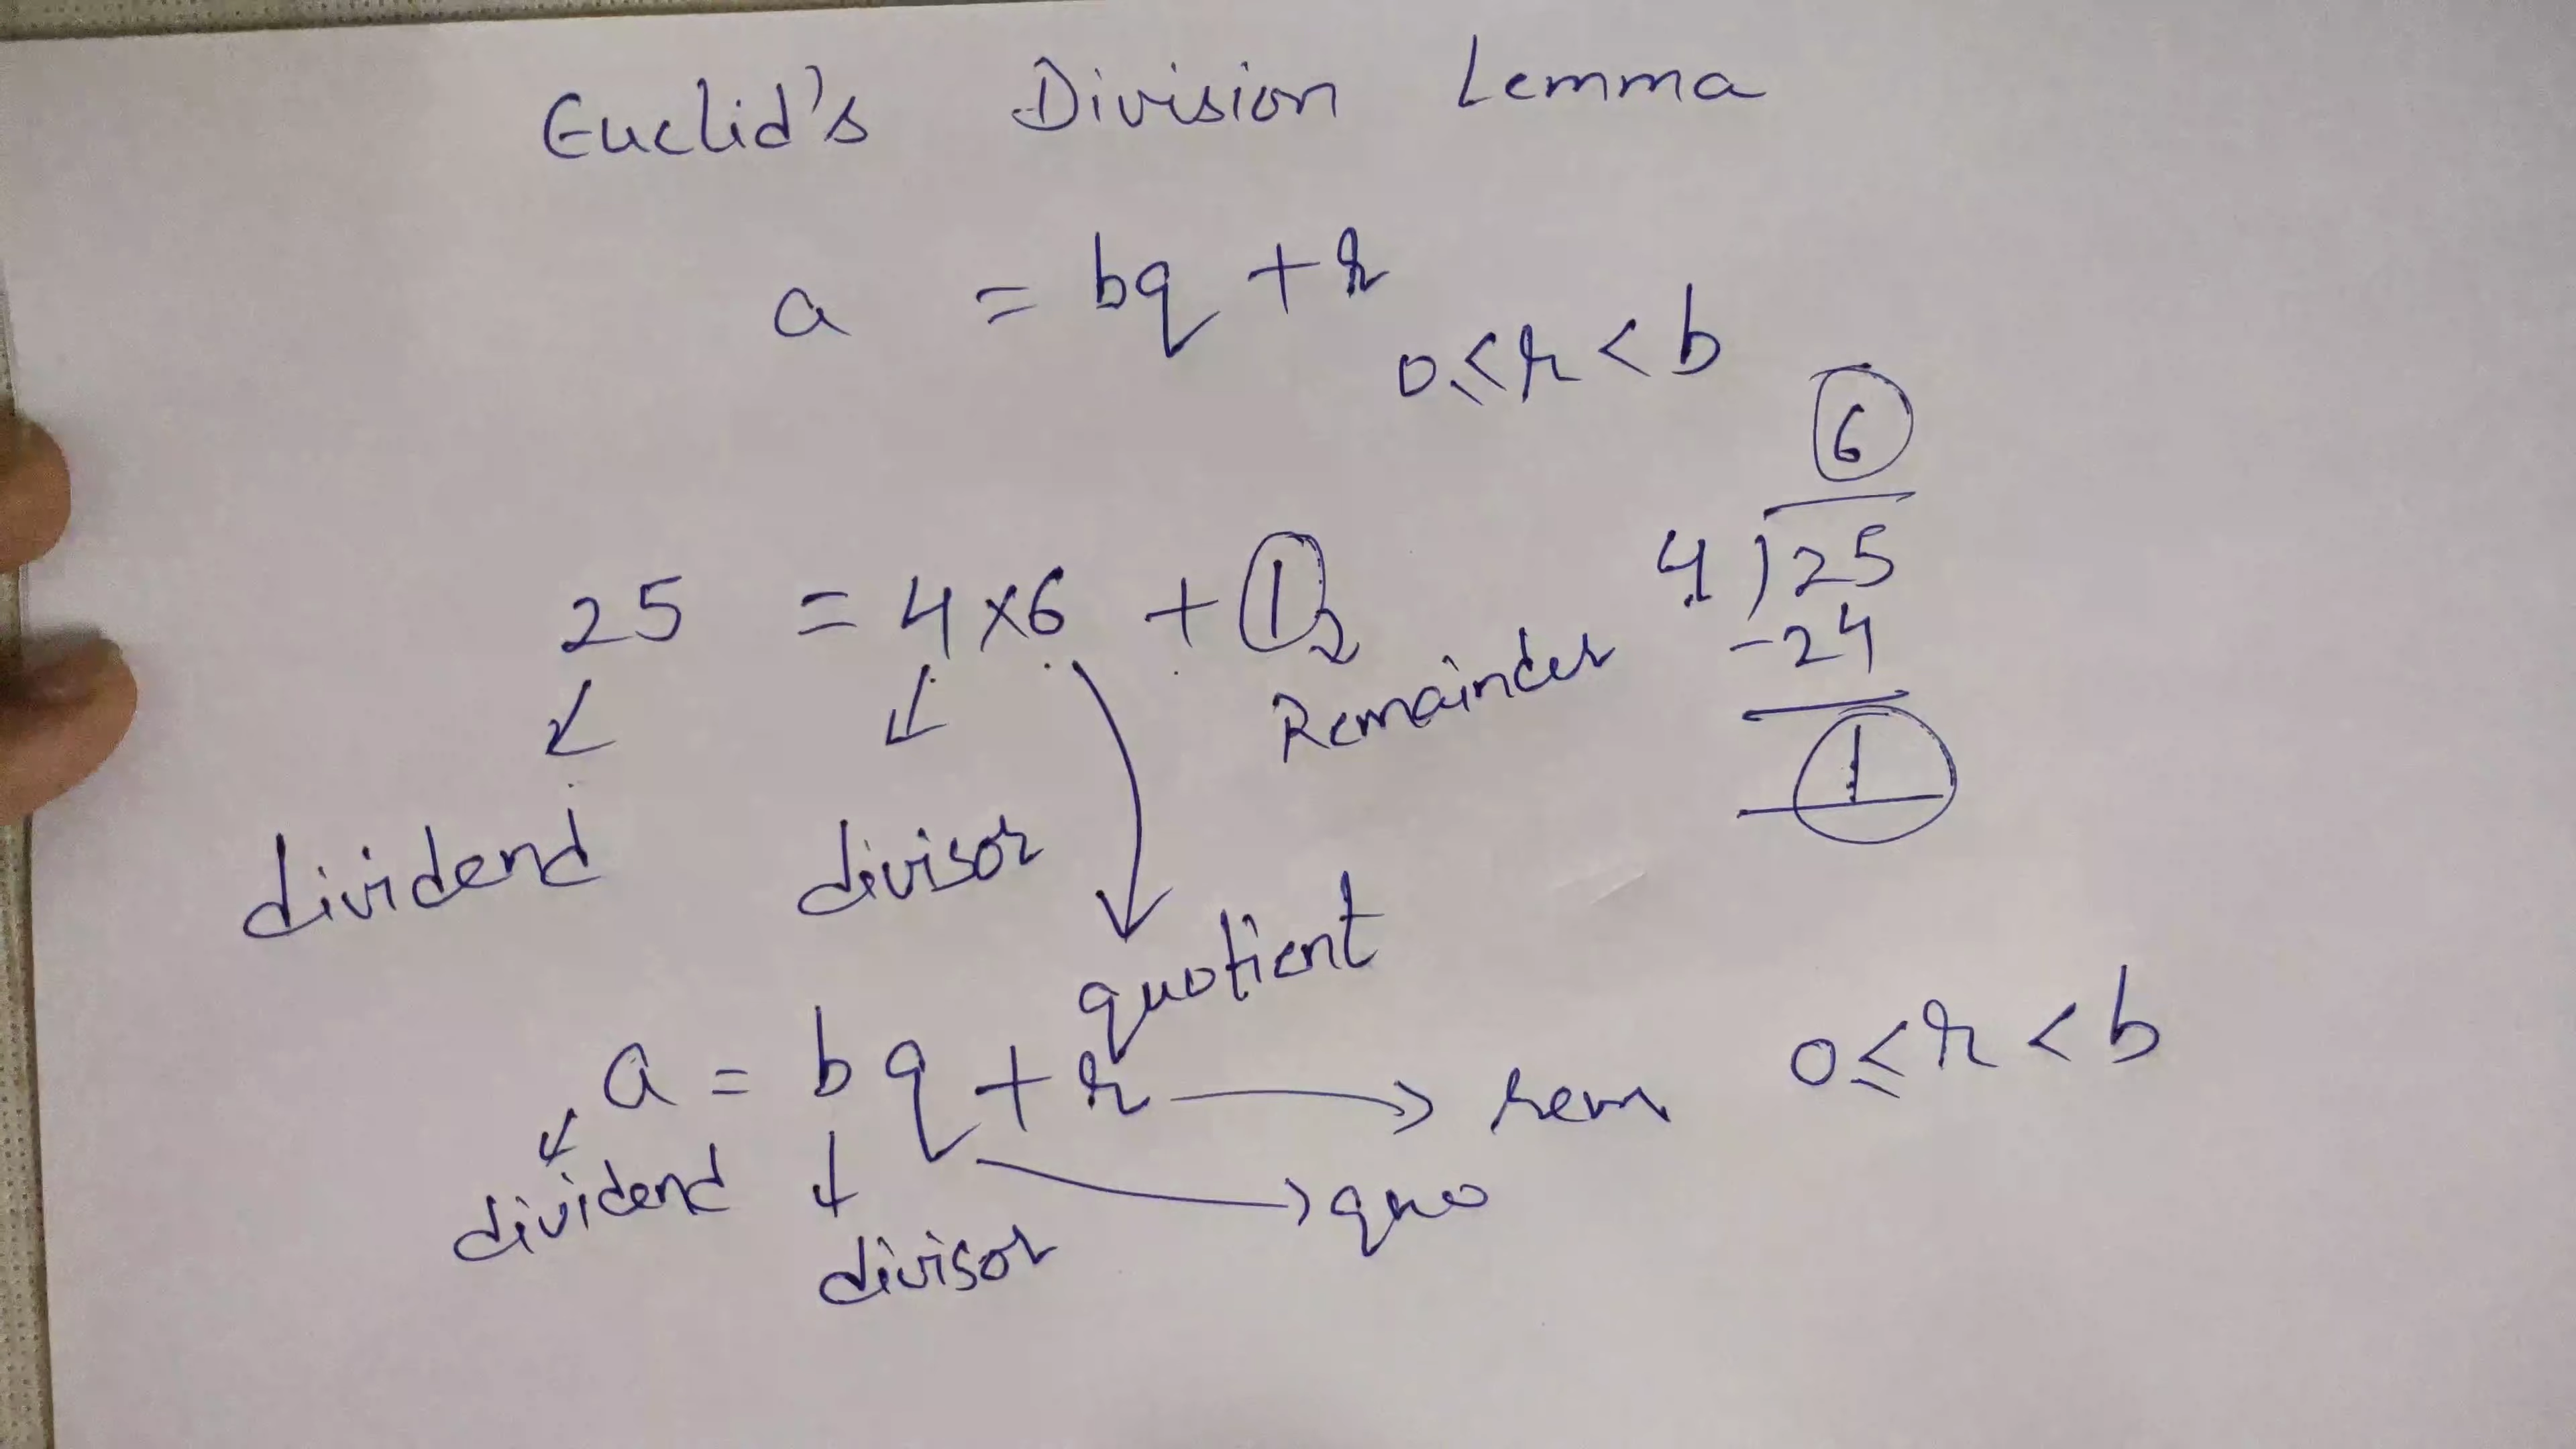 Euclid's Division Lemma
a = bq + r
0 ≤ r < b
6
4 ) 25
- 24
1
25 = 4 × 6 + 1
Remainder
dividend divisor
quotient
a = bq + r → rem 0 ≤ r < b
dividend divisor → quo